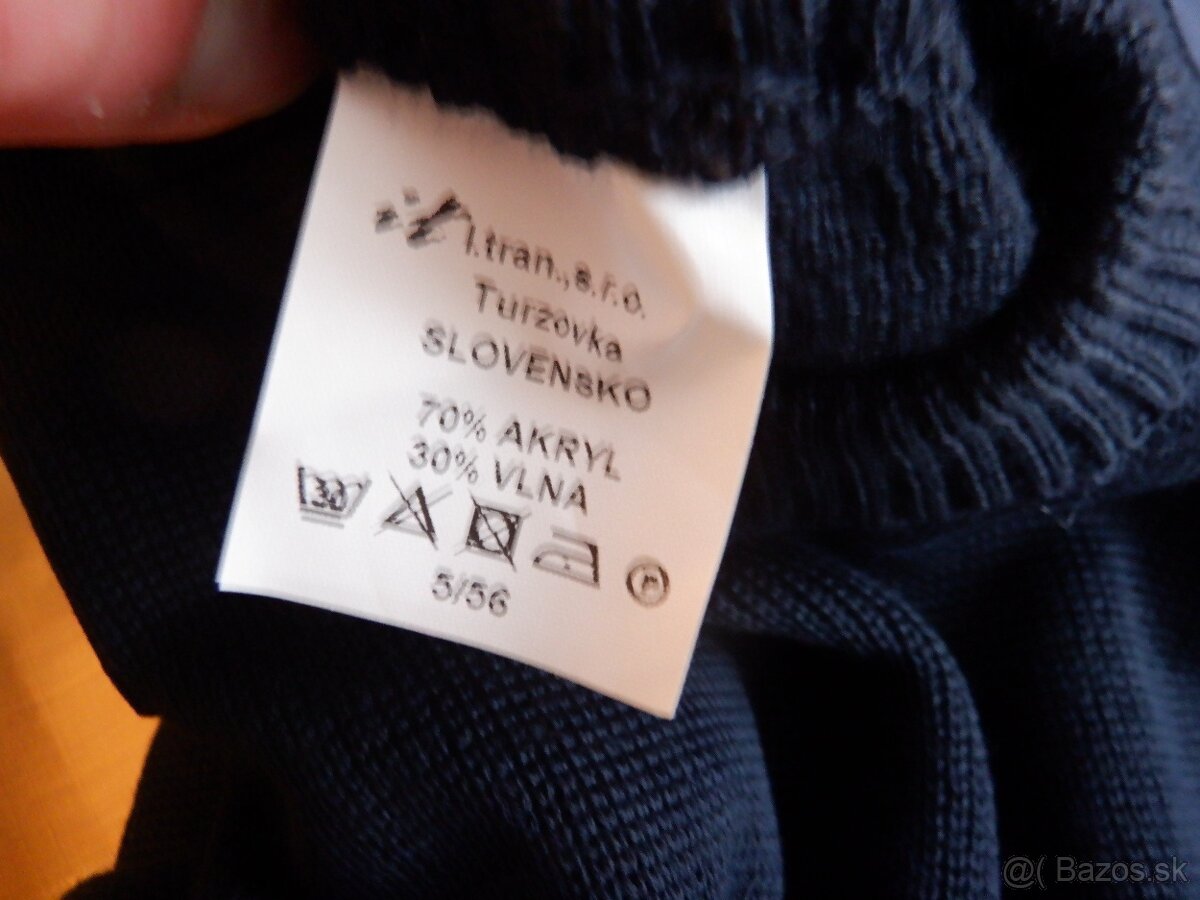 l.tran.,s.r.o.
Turzovka
SLOVENSKO
70% AKRYL
30% VLNA
30
P
5/56
@( Bazos.sk